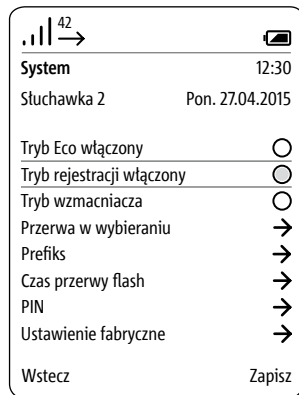 42
System 12:30
Słuchawka 2 Pon. 27.04.2015
Tryb Eco włączony
Tryb rejestracji włączony
Tryb wzmacniacza
Przerwa w wybieraniu
Prefiks
Czas przerwy flash
PIN
Ustawienie fabryczne
Wstecz Zapisz